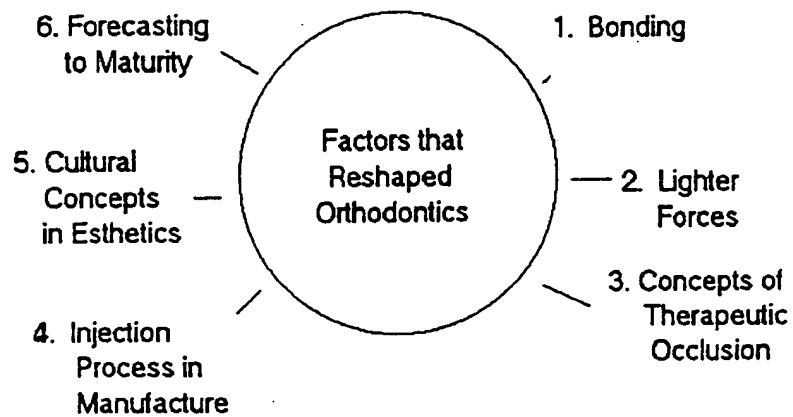 Factors that
Reshaped
Orthodontics
1. Bonding
2. Lighter
Forces
3. Concepts of
Therapeutic
Occlusion
4. Injection
Process in
Manufacture
5. Cultural
Concepts
in Esthetics
6. Forecasting
to Maturity